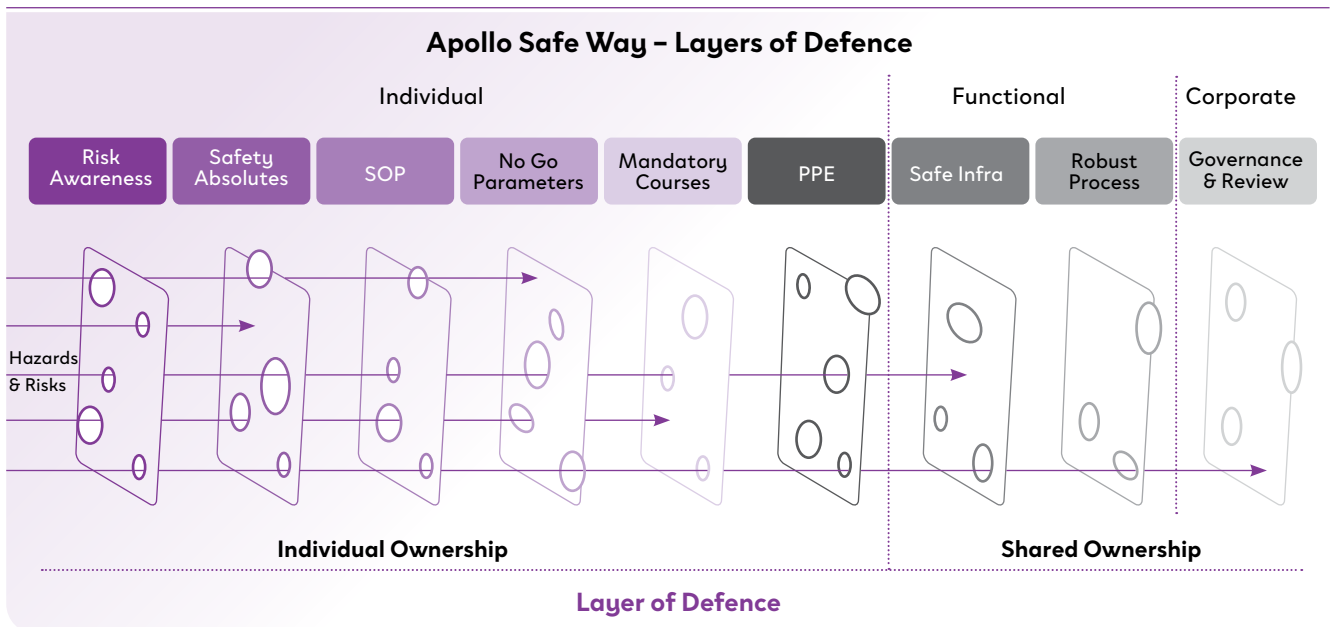 Apollo Safe Way – Layers of Defence
Individual
Functional
Corporate
Risk
Awareness
Safety
Absolutes
SOP
No Go
Parameters
Mandatory
Courses
PPE
Safe Infra
Robust
Process
Governance
& Review
Hazards
& Risks
Individual Ownership
Shared Ownership
Layer of Defence